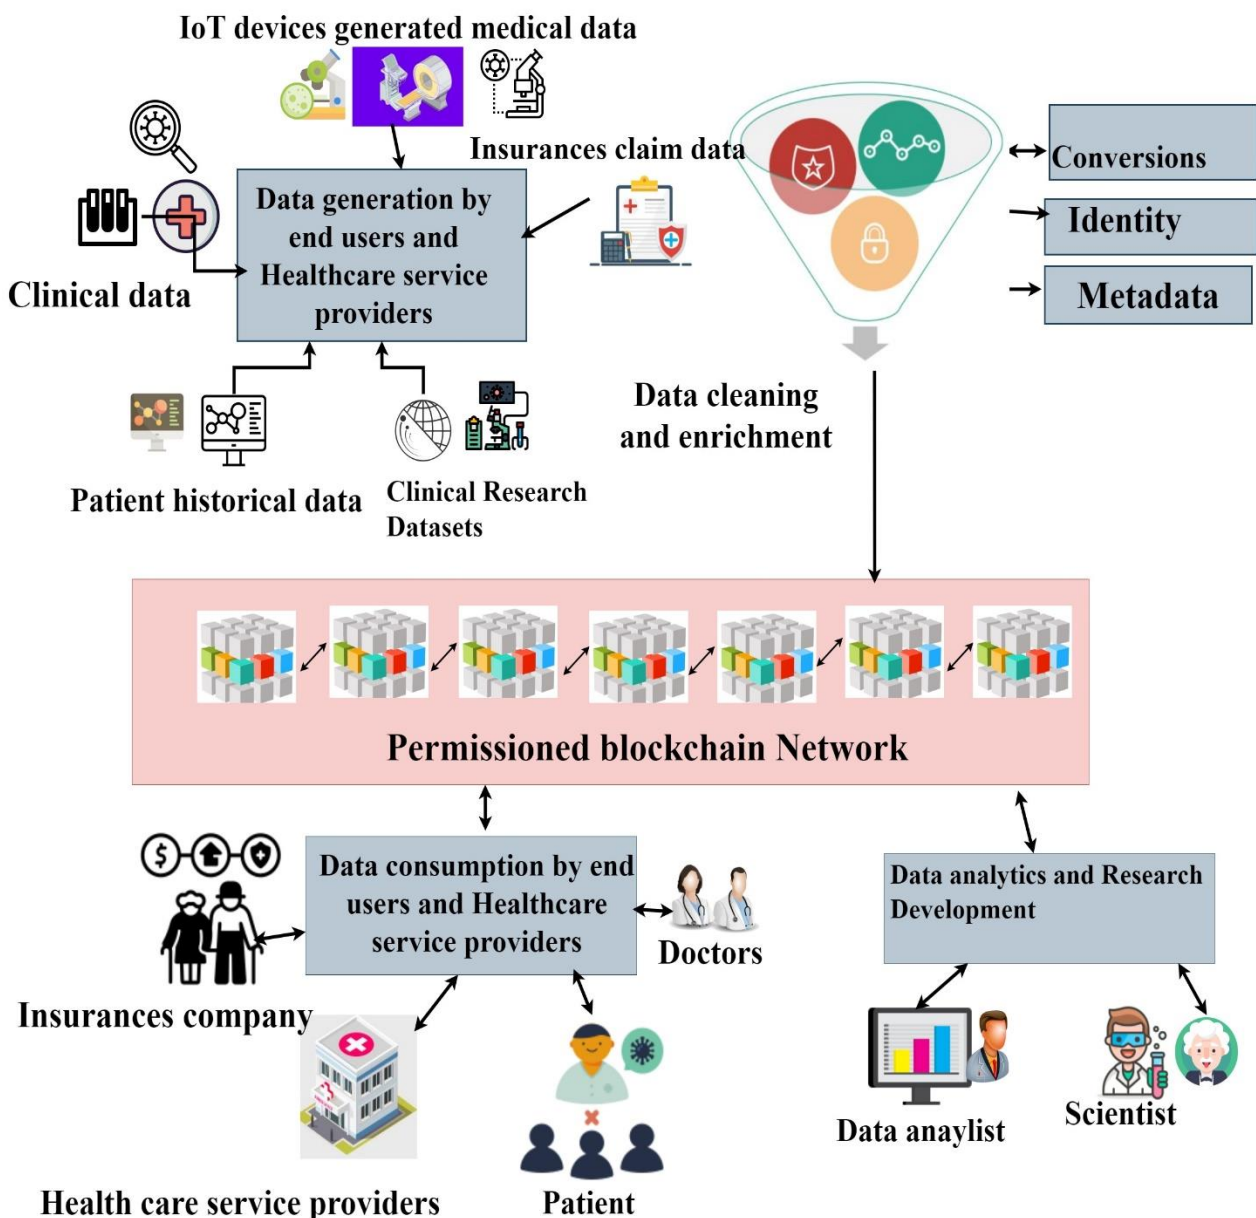 IoT devices generated medical data
Insurances claim data
Data generation by
end users and
Healthcare service
providers
Clinical data
Patient historical data
Clinical Research
Datasets
Conversions
Identity
Metadata
Data cleaning
and enrichment
Permissioned blockchain Network
Data consumption by end
users and Healthcare
service providers
Doctors
Insurances company
Health care service providers
Patient
Data analytics and Research
Development
Data anaylist
Scientist